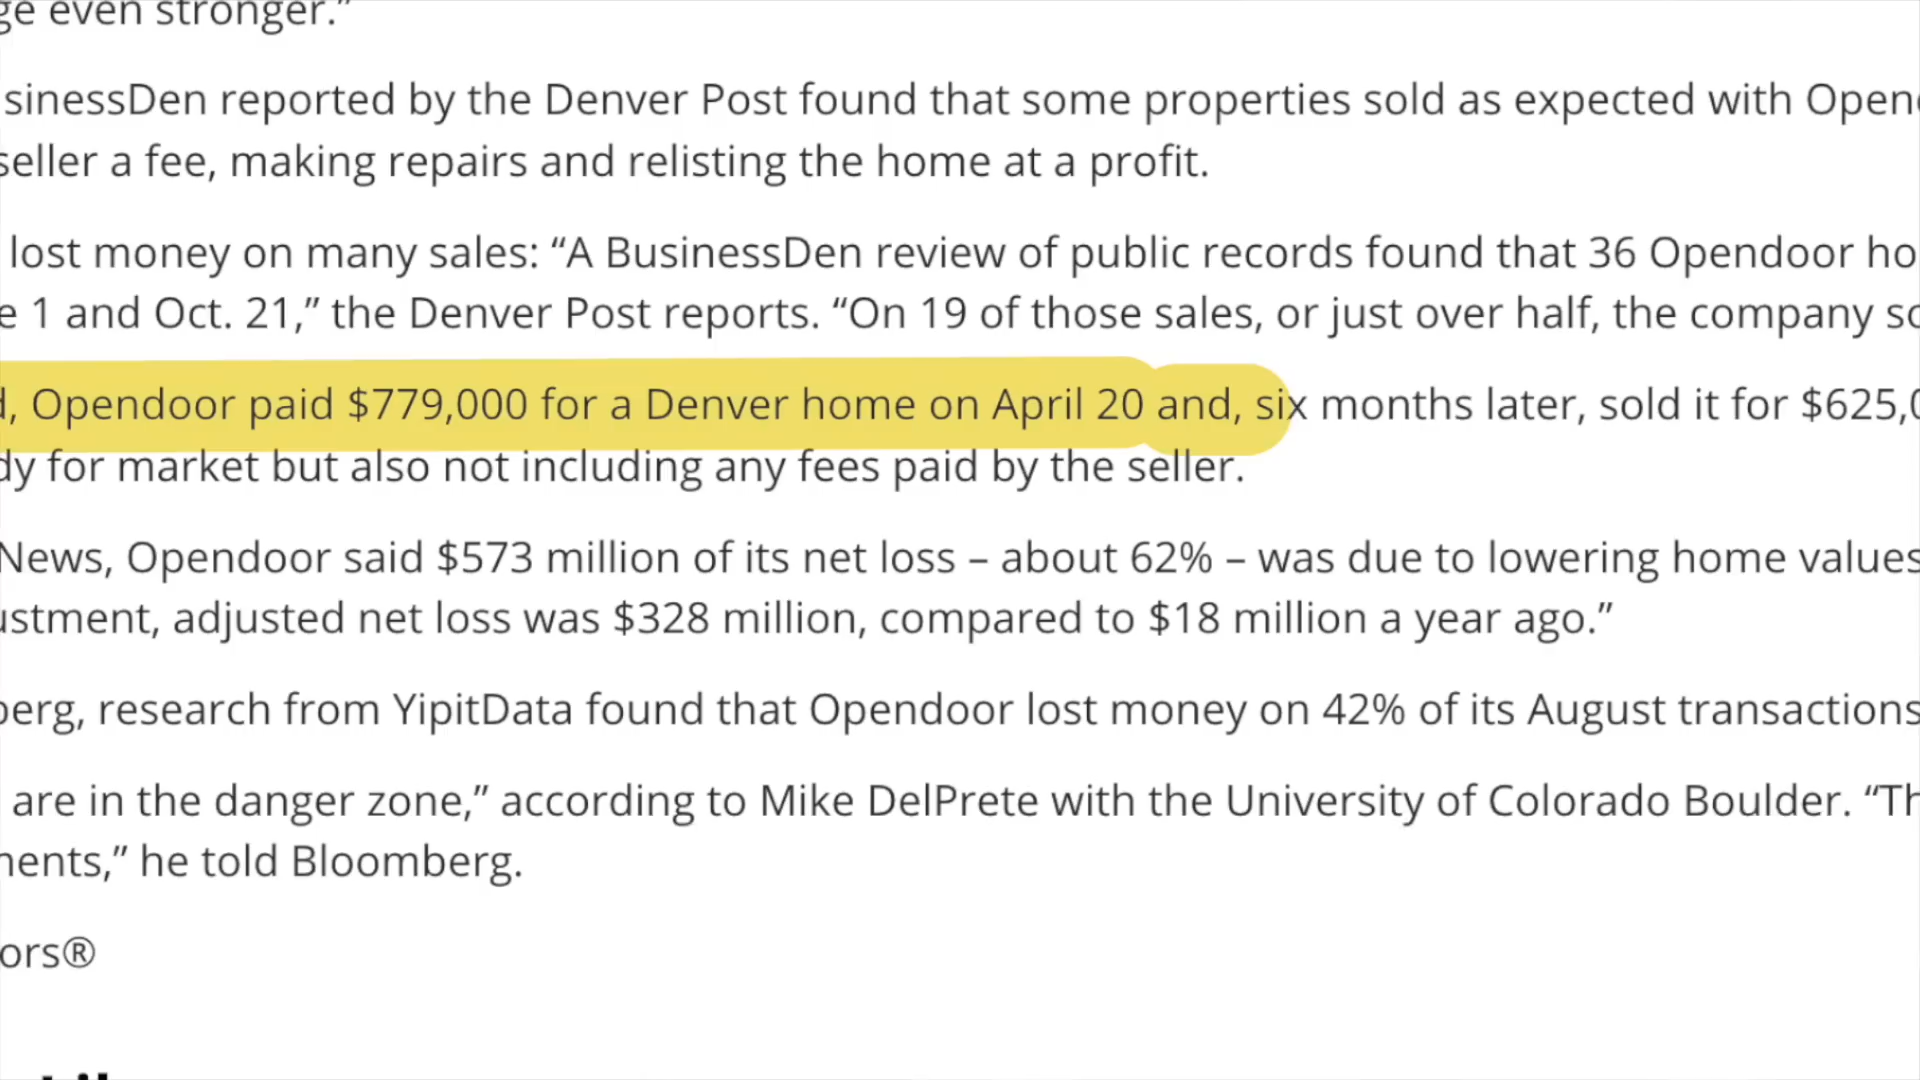 ge even stronger.”
sinessDen reported by the Denver Post found that some properties sold as expected with Open
seller a fee, making repairs and relisting the home at a profit.
lost money on many sales: “A BusinessDen review of public records found that 36 Opendoor ho
e 1 and Oct. 21,” the Denver Post reports. “On 19 of those sales, or just over half, the company so
d, Opendoor paid $779,000 for a Denver home on April 20 and, six months later, sold it for $625,0
dy for market but also not including any fees paid by the seller.
News, Opendoor said $573 million of its net loss – about 62% – was due to lowering home values
ustment, adjusted net loss was $328 million, compared to $18 million a year ago.”
berg, research from YipitData found that Opendoor lost money on 42% of its August transactions
are in the danger zone,” according to Mike DelPrete with the University of Colorado Boulder. “Th
ments,” he told Bloomberg.
ors®